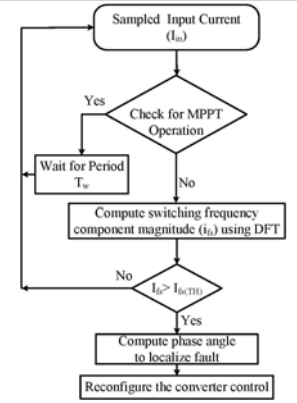 Sampled Input Current
(Iin)
Yes
Check for MPPT
Operation
Wait for Period
Tw
No
Compute switching frequency
component magnitude (ifs) using DFT
No
Ifs> Ifs(TH)
Yes
Compute phase angle
to localize fault
Reconfigure the converter control